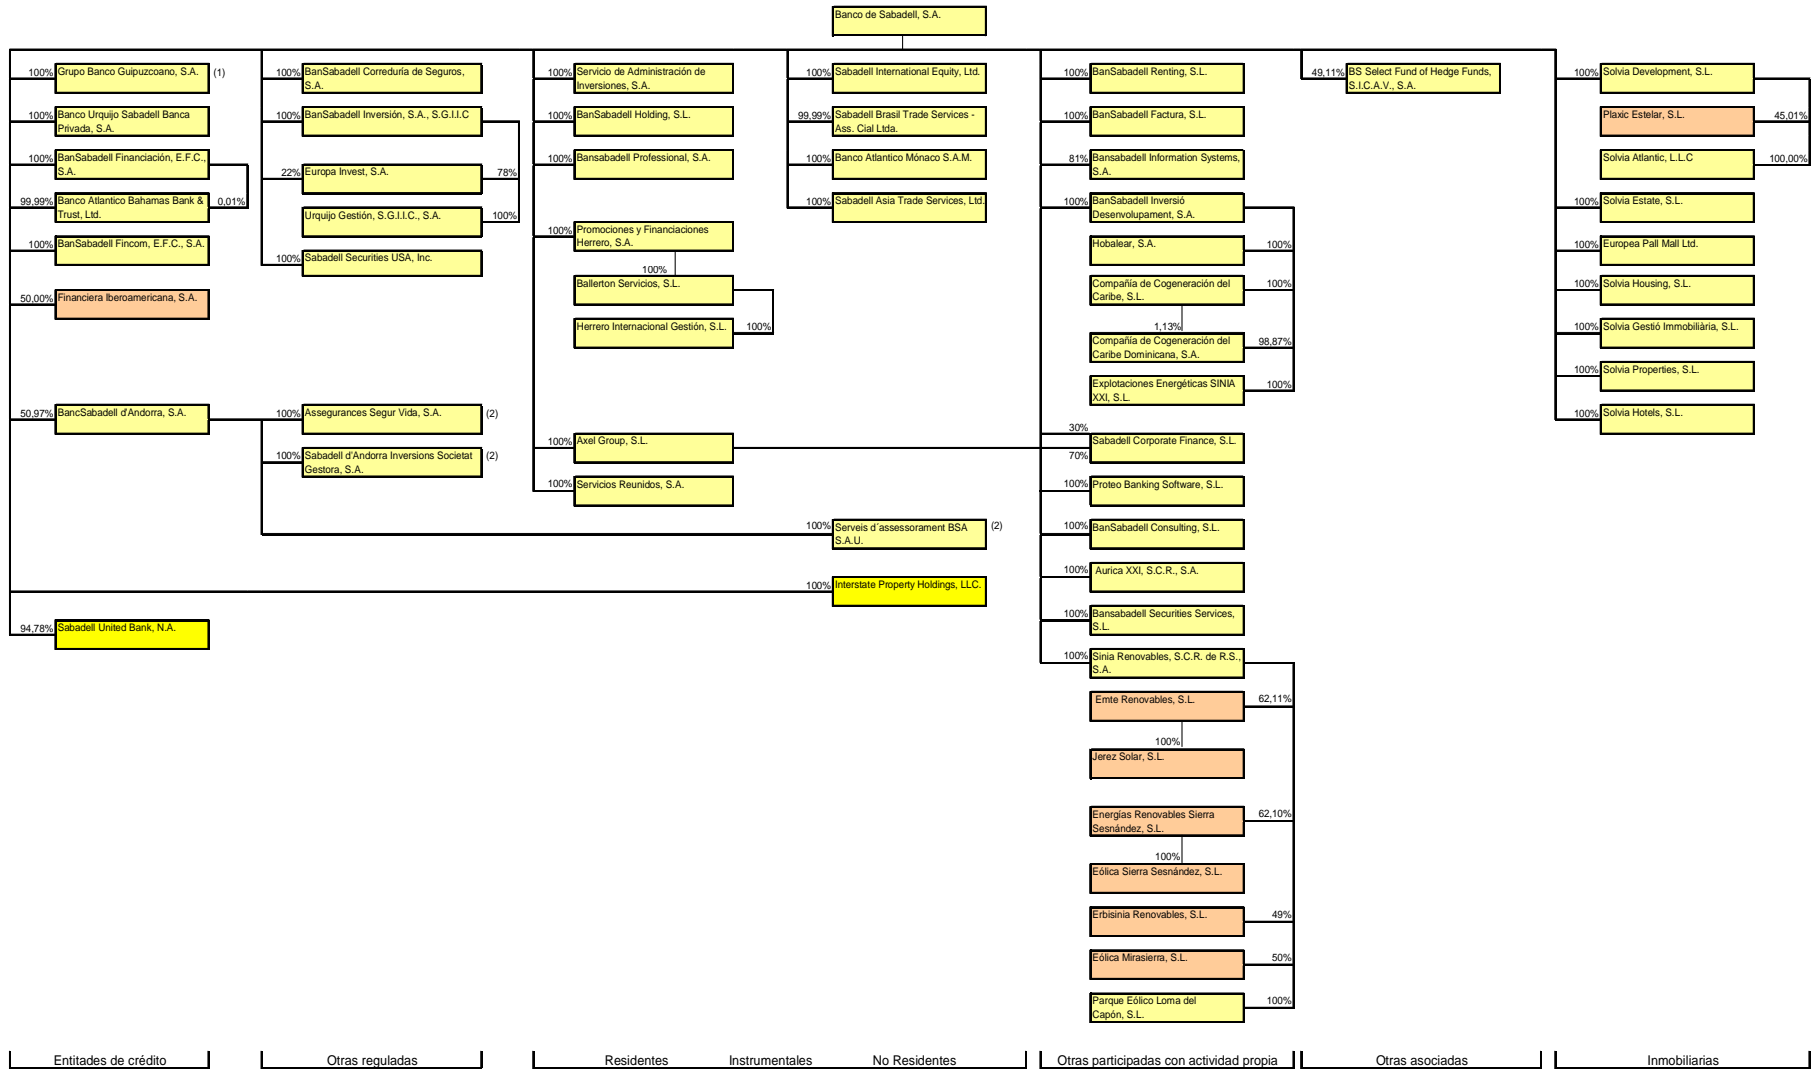 Banco de Sabadell, S.A.
100% Grupo Banco Guipuzcoano, S.A. (1)
100% Banco Urquijo Sabadell Banca
Privada, S.A.
100% BanSabadell Financiación, E.F.C.,
S.A.
99,99% Banco Atlantico Bahamas Bank & 0,01%
Trust, Ltd.
100% BanSabadell Fincom, E.F.C., S.A.
50,00% Financiera Iberoamericana, S.A.
50,97% BancSabadell d'Andorra, S.A.
94,78% Sabadell United Bank, N.A.
100% BanSabadell Correduría de Seguros,
S.A.
100% BanSabadell Inversión, S.A., S.G.I.I.C
22% Europa Invest, S.A. 78%
Urquijo Gestión, S.G.I.I.C., S.A. 100%
100% Sabadell Securities USA, Inc.
100% Assegurances Segur Vida, S.A. (2)
100% Sabadell d'Andorra Inversions Societat (2)
Gestora, S.A.
100% Servicio de Administración de
Inversiones, S.A.
100% BanSabadell Holding, S.L.
100% Bansabadell Professional, S.A.
100% Promociones y Financiaciones
Herrero, S.A.
100%
Ballerton Servicios, S.L.
Herrero Internacional Gestión, S.L. 100%
100% Axel Group, S.L.
100% Servicios Reunidos, S.A.
100% Sabadell International Equity, Ltd.
99,99% Sabadell Brasil Trade Services -
Ass. Cial Ltda.
100% Banco Atlantico Mónaco S.A.M.
100% Sabadell Asia Trade Services, Ltd.
100% Serveis d´assessorament BSA (2)
S.A.U.
100% Interstate Property Holdings, LLC.
100% BanSabadell Renting, S.L.
100% BanSabadell Factura, S.L.
81% Bansabadell Information Systems,
S.A.
100% BanSabadell Inversió
Desenvolupament, S.A.
Hobalear, S.A. 100%
Compañía de Cogeneración del 100%
Caribe, S.L.
1,13%
Compañía de Cogeneración del 98,87%
Caribe Dominicana, S.A.
Explotaciones Energéticas SINIA 100%
XXI, S.L.
30%
Sabadell Corporate Finance, S.L.
70%
100% Proteo Banking Software, S.L.
100% BanSabadell Consulting, S.L.
100% Aurica XXI, S.C.R., S.A.
100% Bansabadell Securities Services,
S.L.
100% Sinia Renovables, S.C.R. de R.S.,
S.A.
Emte Renovables, S.L. 62,11%
100%
Jerez Solar, S.L.
Energías Renovables Sierra 62,10%
Sesnández, S.L.
100%
Eólica Sierra Sesnández, S.L.
Erbisinia Renovables, S.L. 49%
Eólica Mirasierra, S.L. 50%
Parque Eólico Loma del 100%
Capón, S.L.
49,11% BS Select Fund of Hedge Funds,
S.I.C.A.V., S.A.
100% Solvia Development, S.L.
Plaxic Estelar, S.L. 45,01%
Solvia Atlantic, L.L.C 100,00%
100% Solvia Estate, S.L.
100% Europea Pall Mall Ltd.
100% Solvia Housing, S.L.
100% Solvia Gestió Immobiliària, S.L.
100% Solvia Properties, S.L.
100% Solvia Hotels, S.L.
Entitades de crédito
Otras reguladas
Residentes Instrumentales No Residentes
Otras participadas con actividad propia
Otras asociadas
Inmobiliarias